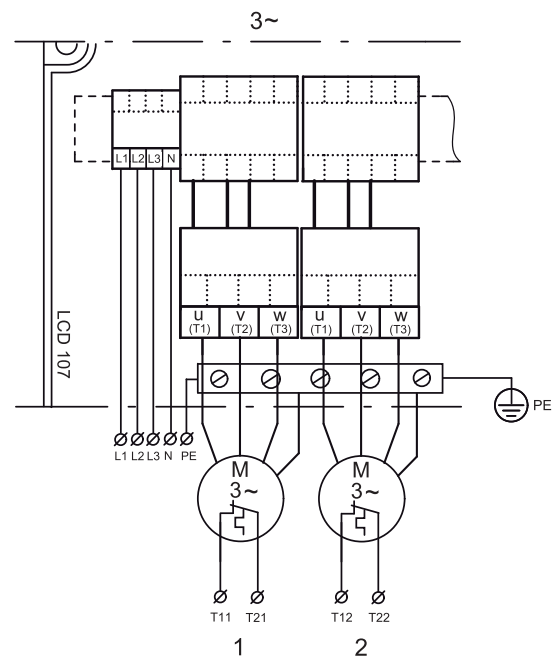 3~
L1 L2 L3 N
u v w u v w
(T1) (T2) (T3) (T1) (T2) (T3)
LCD 107
PE
L1 L2 L3 N PE
M M
3~ 3~
T11 T21 T12 T22
1 2